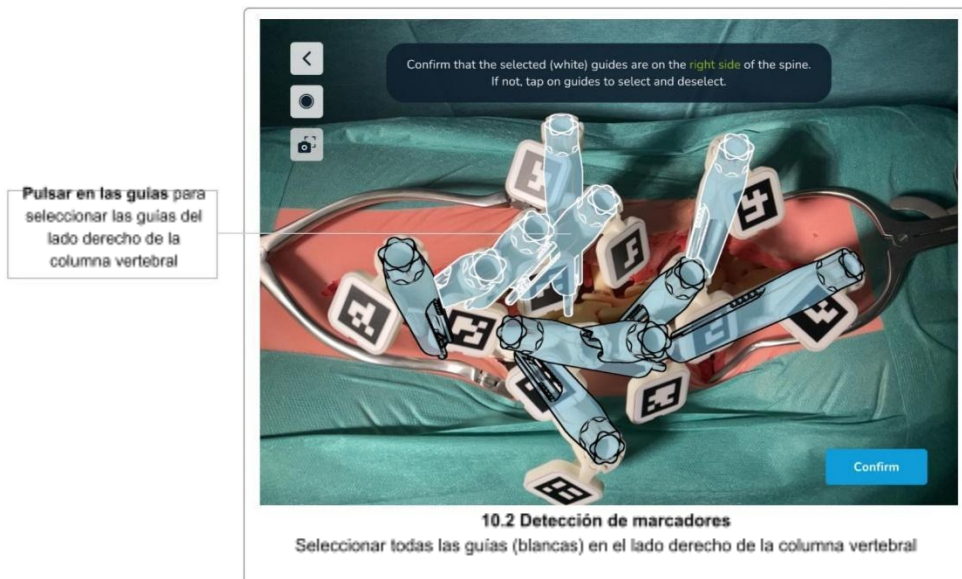 Confirm that the selected (white) guides are on the right side of the spine.
If not, tap on guides to select and deselect.
Pulsar en las guías para
seleccionar las guías del
lado derecho de la
columna vertebral
Confirm
10.2 Detección de marcadores
Seleccionar todas las guías (blancas) en el lado derecho de la columna vertebral